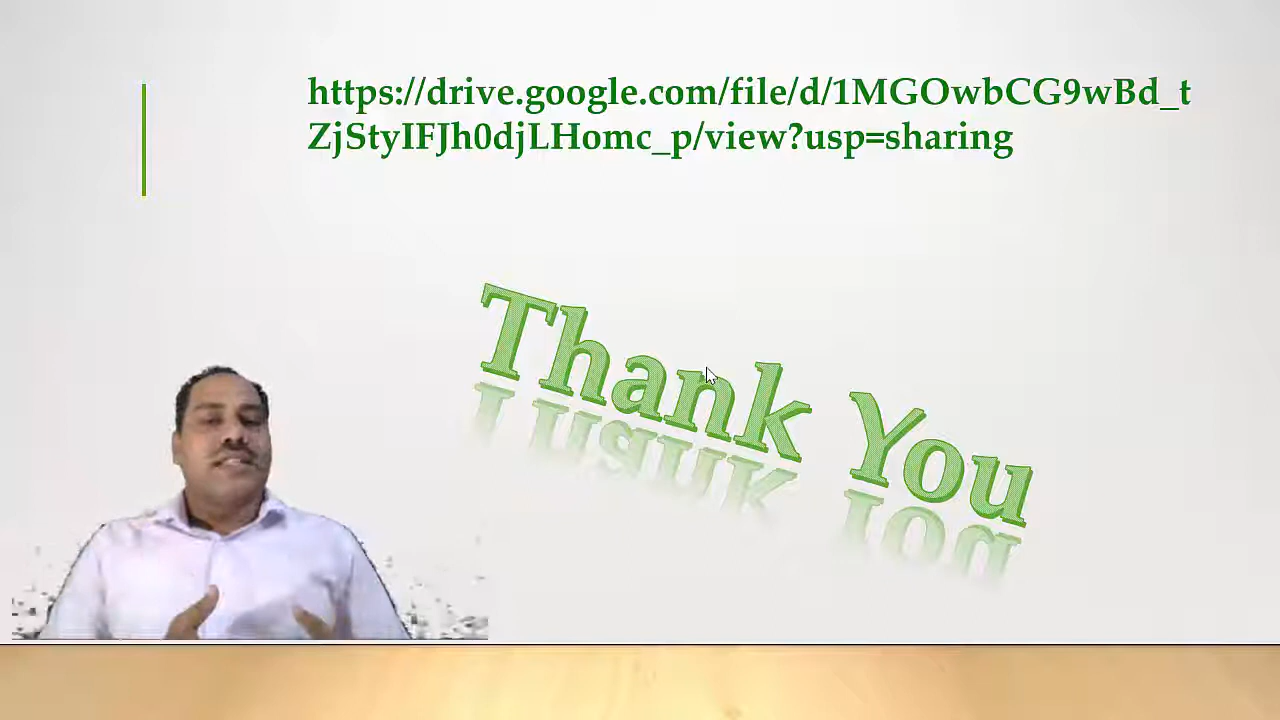 https://drive.google.com/file/d/1MGOwbCG9wBd_t
ZjStyIFJh0djLHomc_p/view?usp=sharing
Thank You